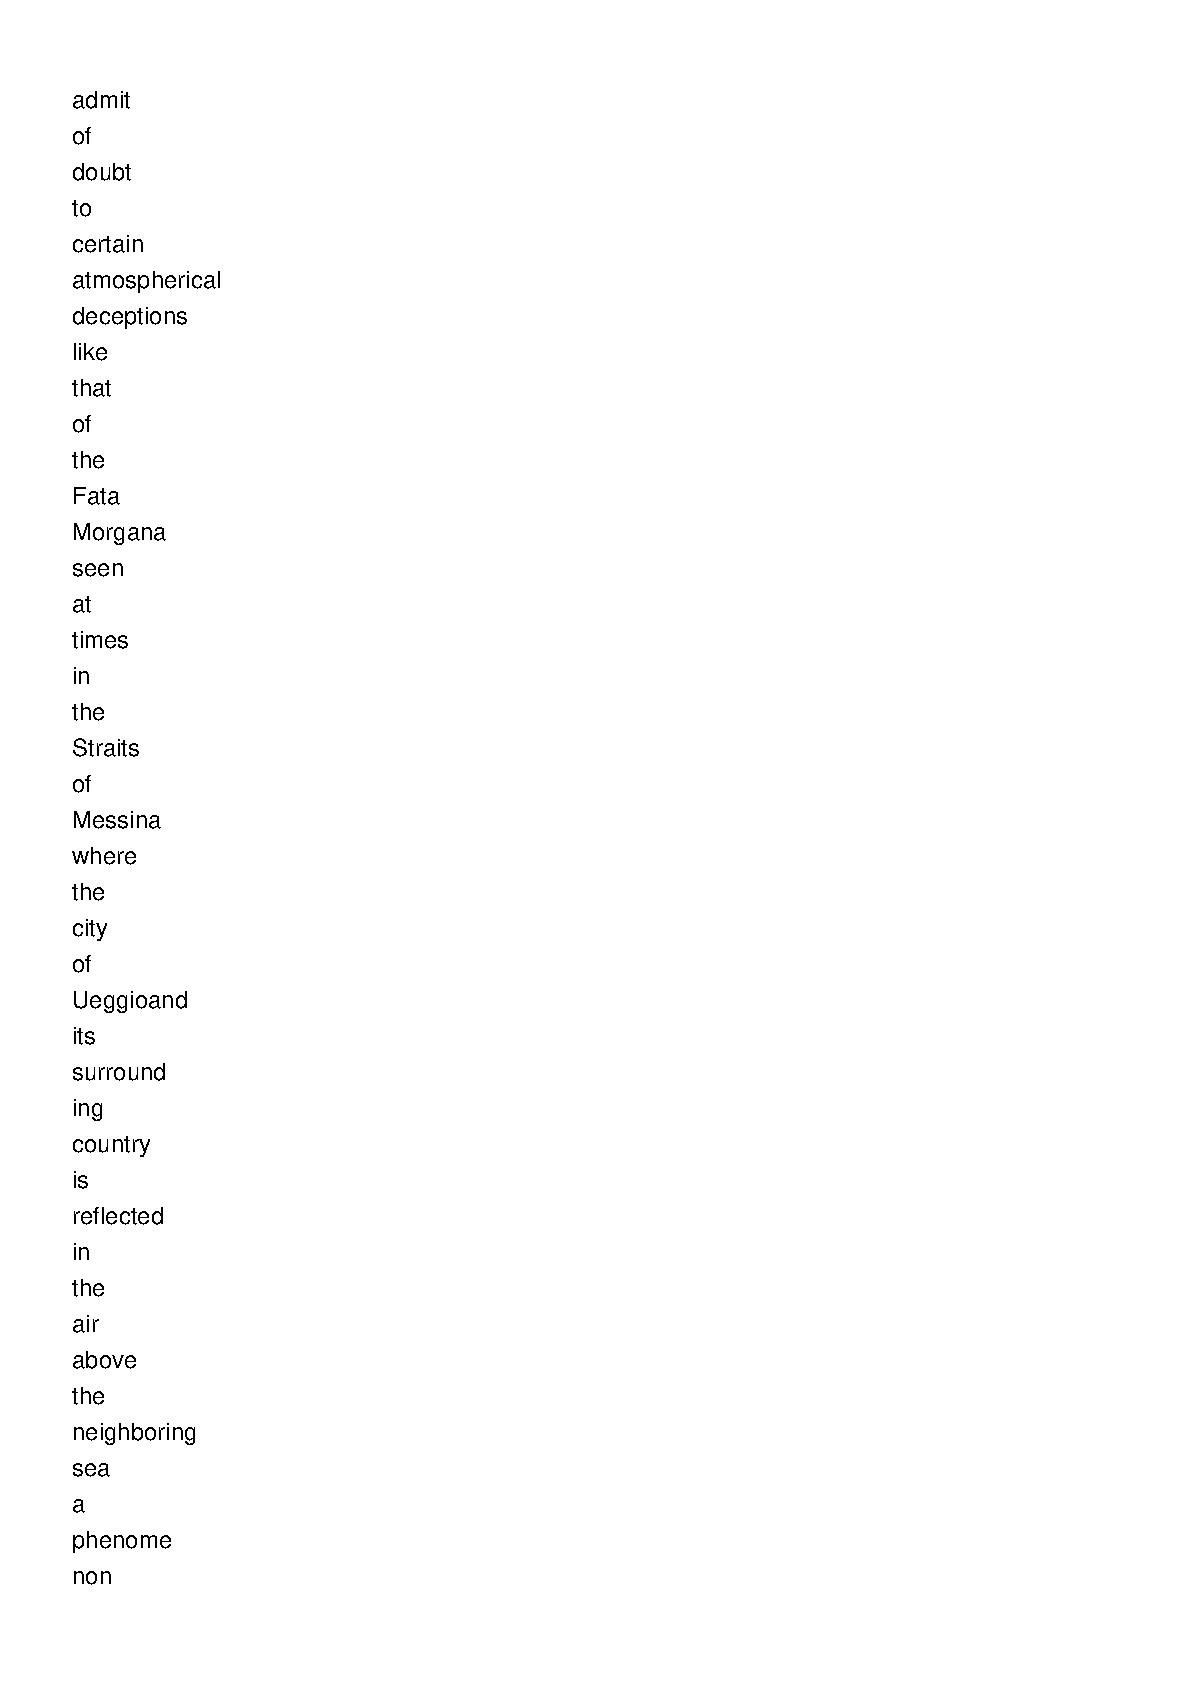 admit
of
doubt
to
certain
atmospherical
deceptions
like
that
of
the
Fata
Morgana
seen
at
times
in
the
Straits
of
Messina
where
the
city
of
Ueggioand
its
surround
ing
country
is
reflected
in
the
air
above
the
neighboring
sea
a
phenome
non